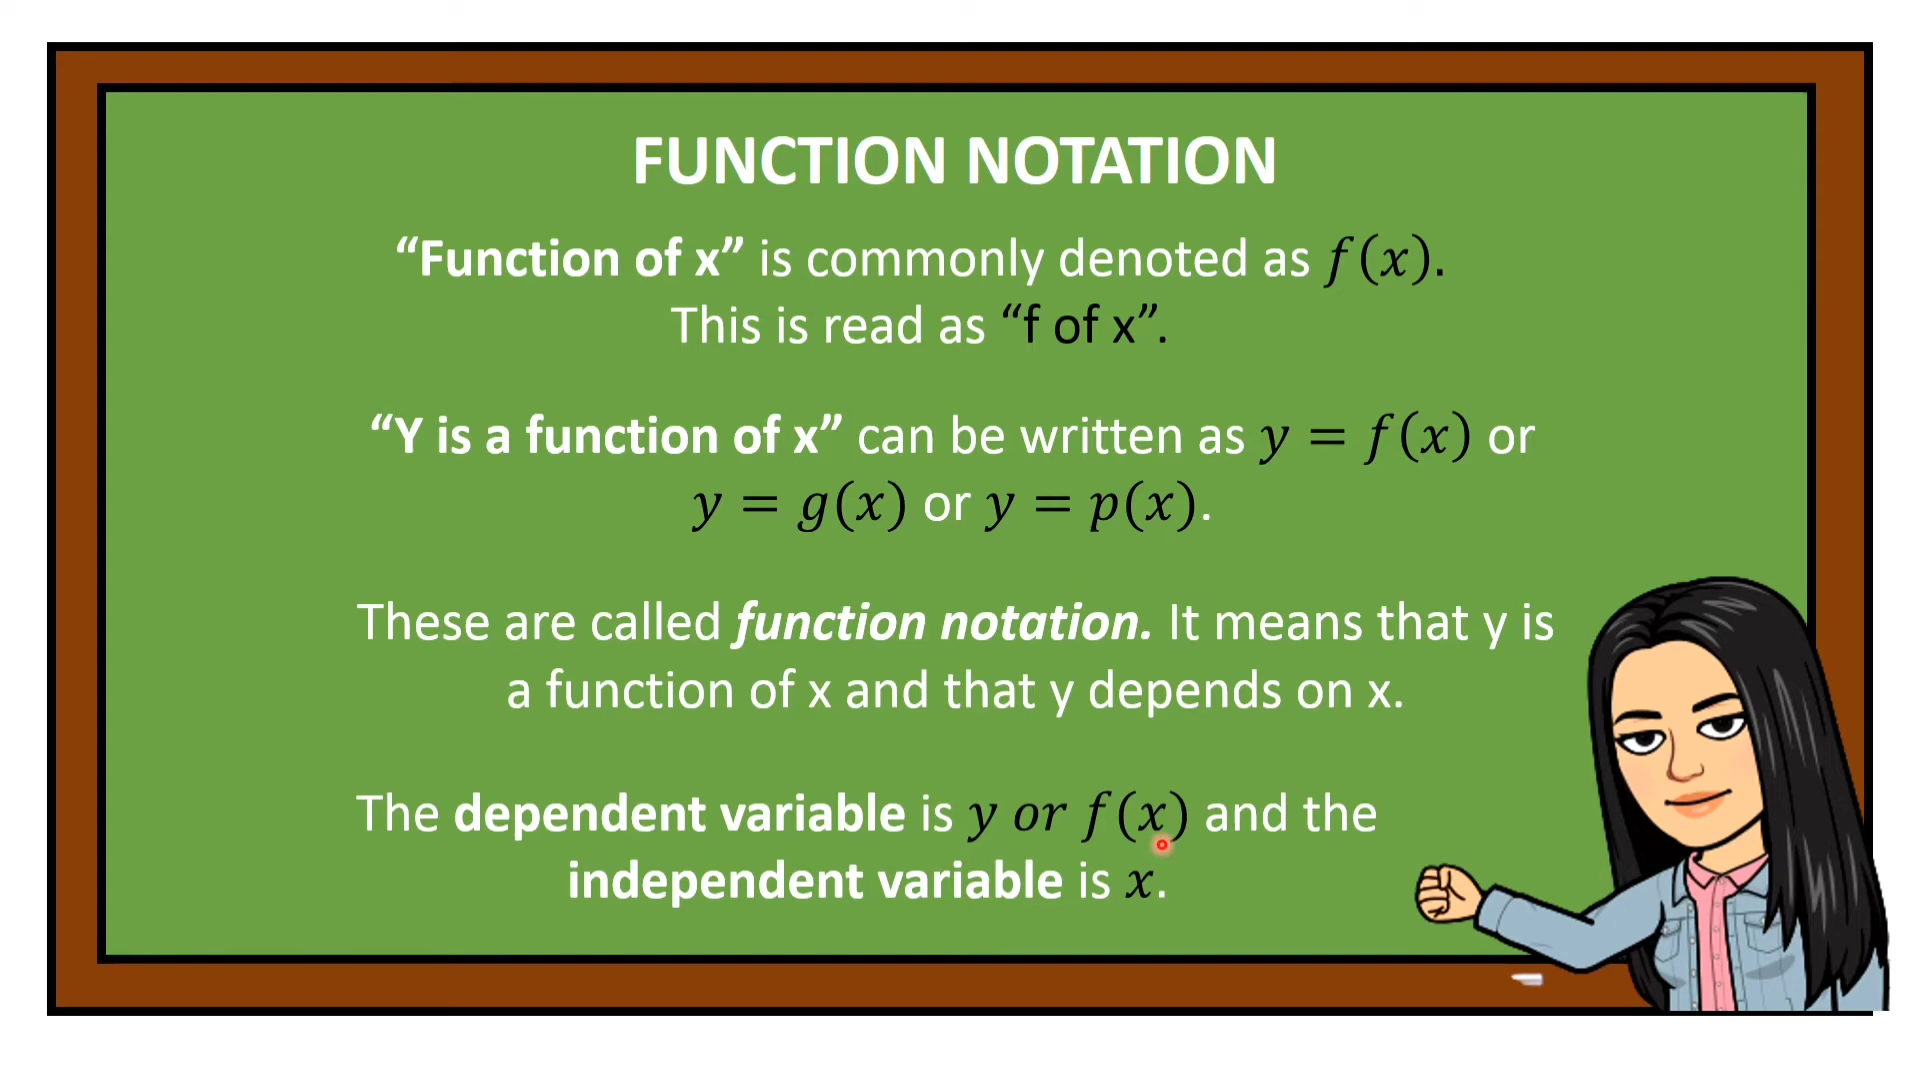 FUNCTION NOTATION
“Function of x” is commonly denoted as f(x).
This is read as “f of x”.
“Y is a function of x” can be written as y = f(x) or
y = g(x) or y = p(x).
These are called function notation. It means that y is
a function of x and that y depends on x.
The dependent variable is y or f(x) and the
independent variable is x.